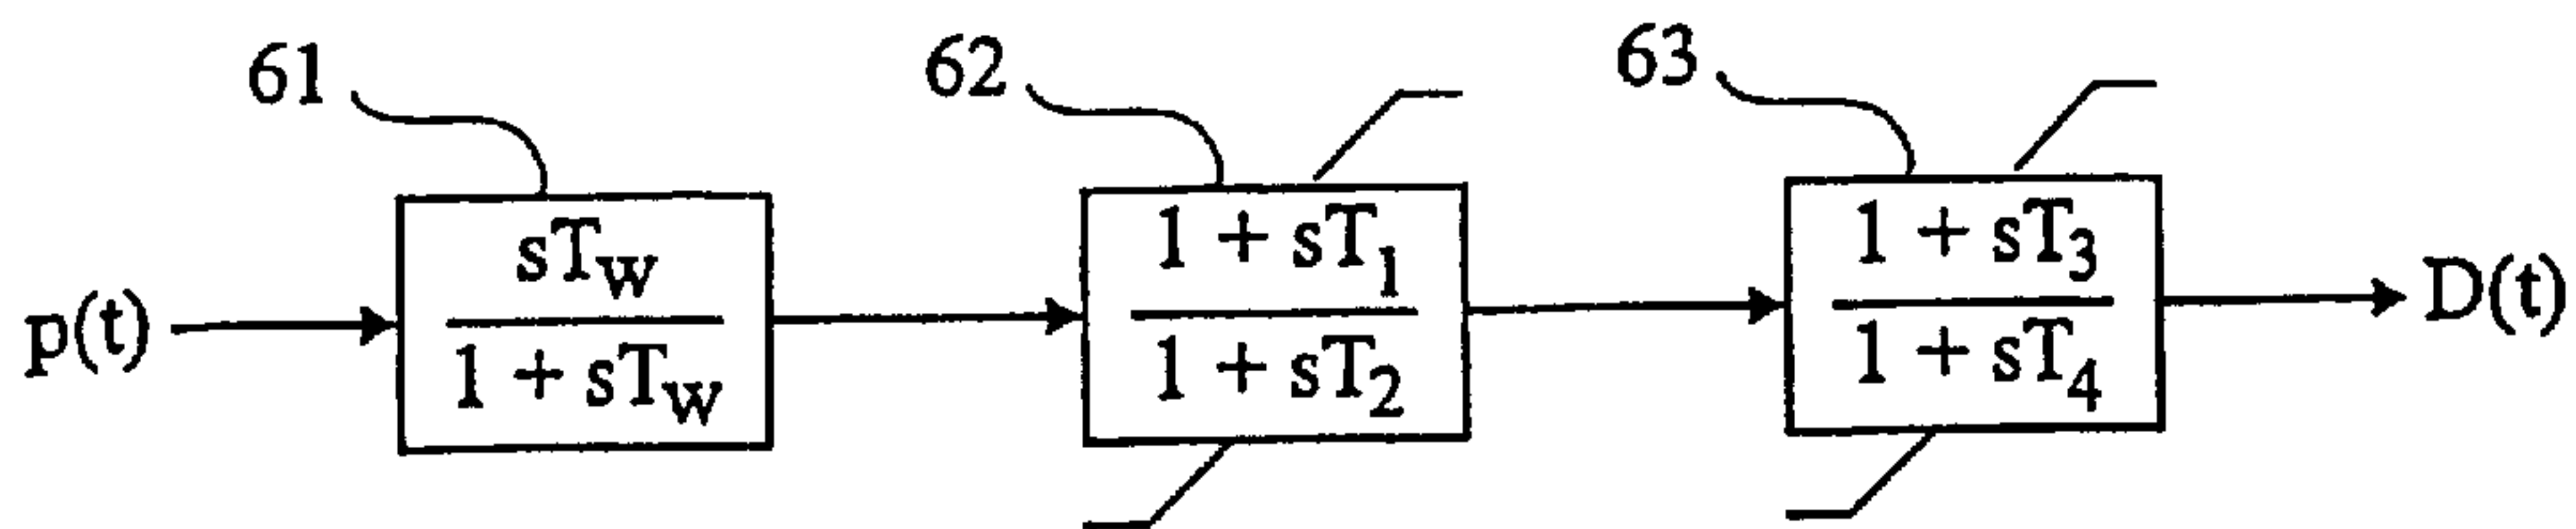 61
62
63
p(t)
sT_w
1 + sT_w
1 + sT_1
1 + sT_2
1 + sT_3
1 + sT_4
D(t)